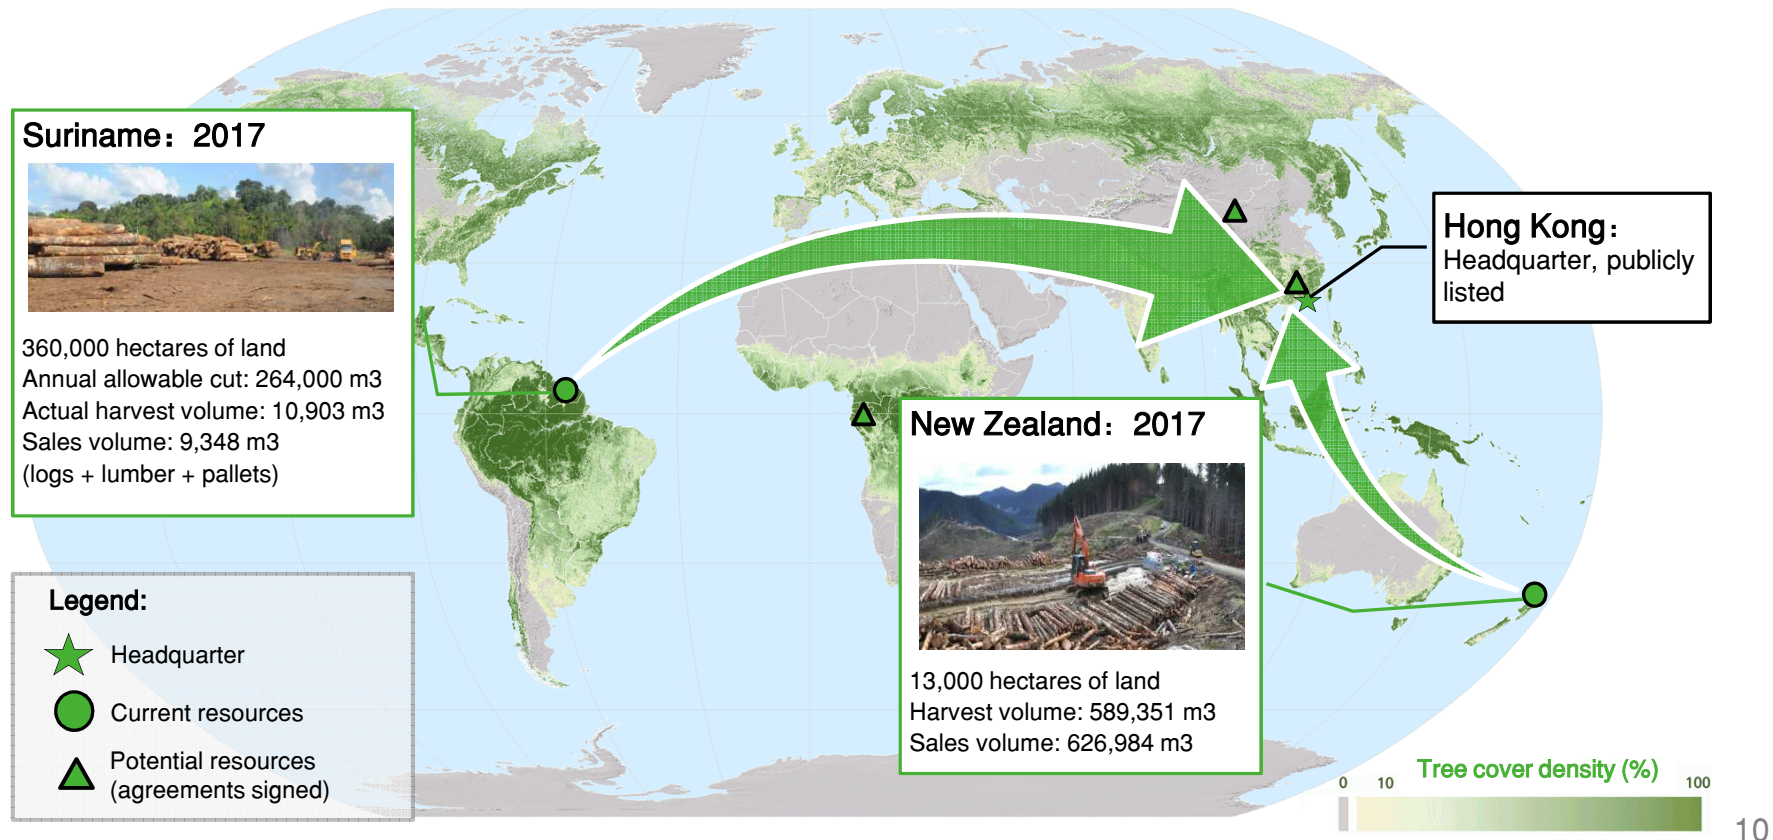 Suriname：2017
360,000 hectares of land
Annual allowable cut: 264,000 m3
Actual harvest volume: 10,903 m3
Sales volume: 9,348 m3
(logs + lumber + pallets)
Hong Kong：
Headquarter, publicly
listed
New Zealand：2017
13,000 hectares of land
Harvest volume: 589,351 m3
Sales volume: 626,984 m3
Legend:
Headquarter
Current resources
Potential resources
(agreements signed)
Tree cover density (%)
0 10 100
10